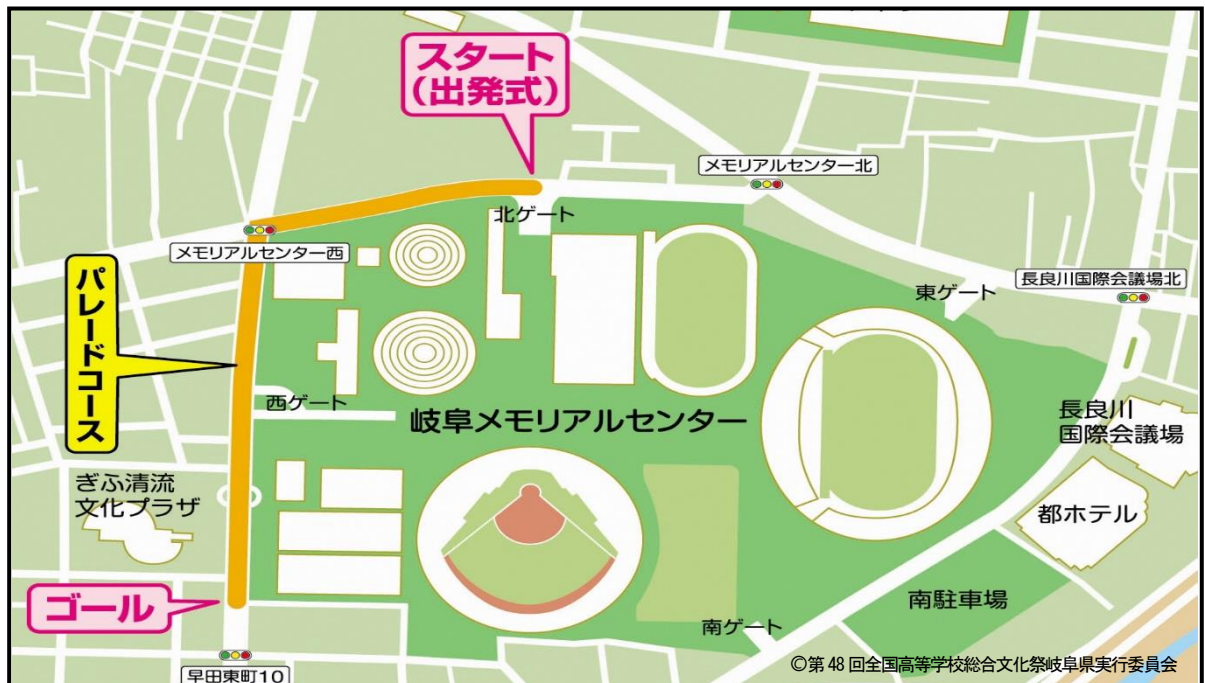 スタート
(出発式)
メモリアルセンター北
北ゲート
メモリアルセンター西
長良川国際会議場北
東ゲート
パレードコース
西ゲート
岐阜メモリアルセンター
長良川
国際会議場
ぎふ清流
文化プラザ
都ホテル
ゴール
南駐車場
南ゲート
早田東町10
©第48回全国高等学校総合文化祭岐阜県実行委員会